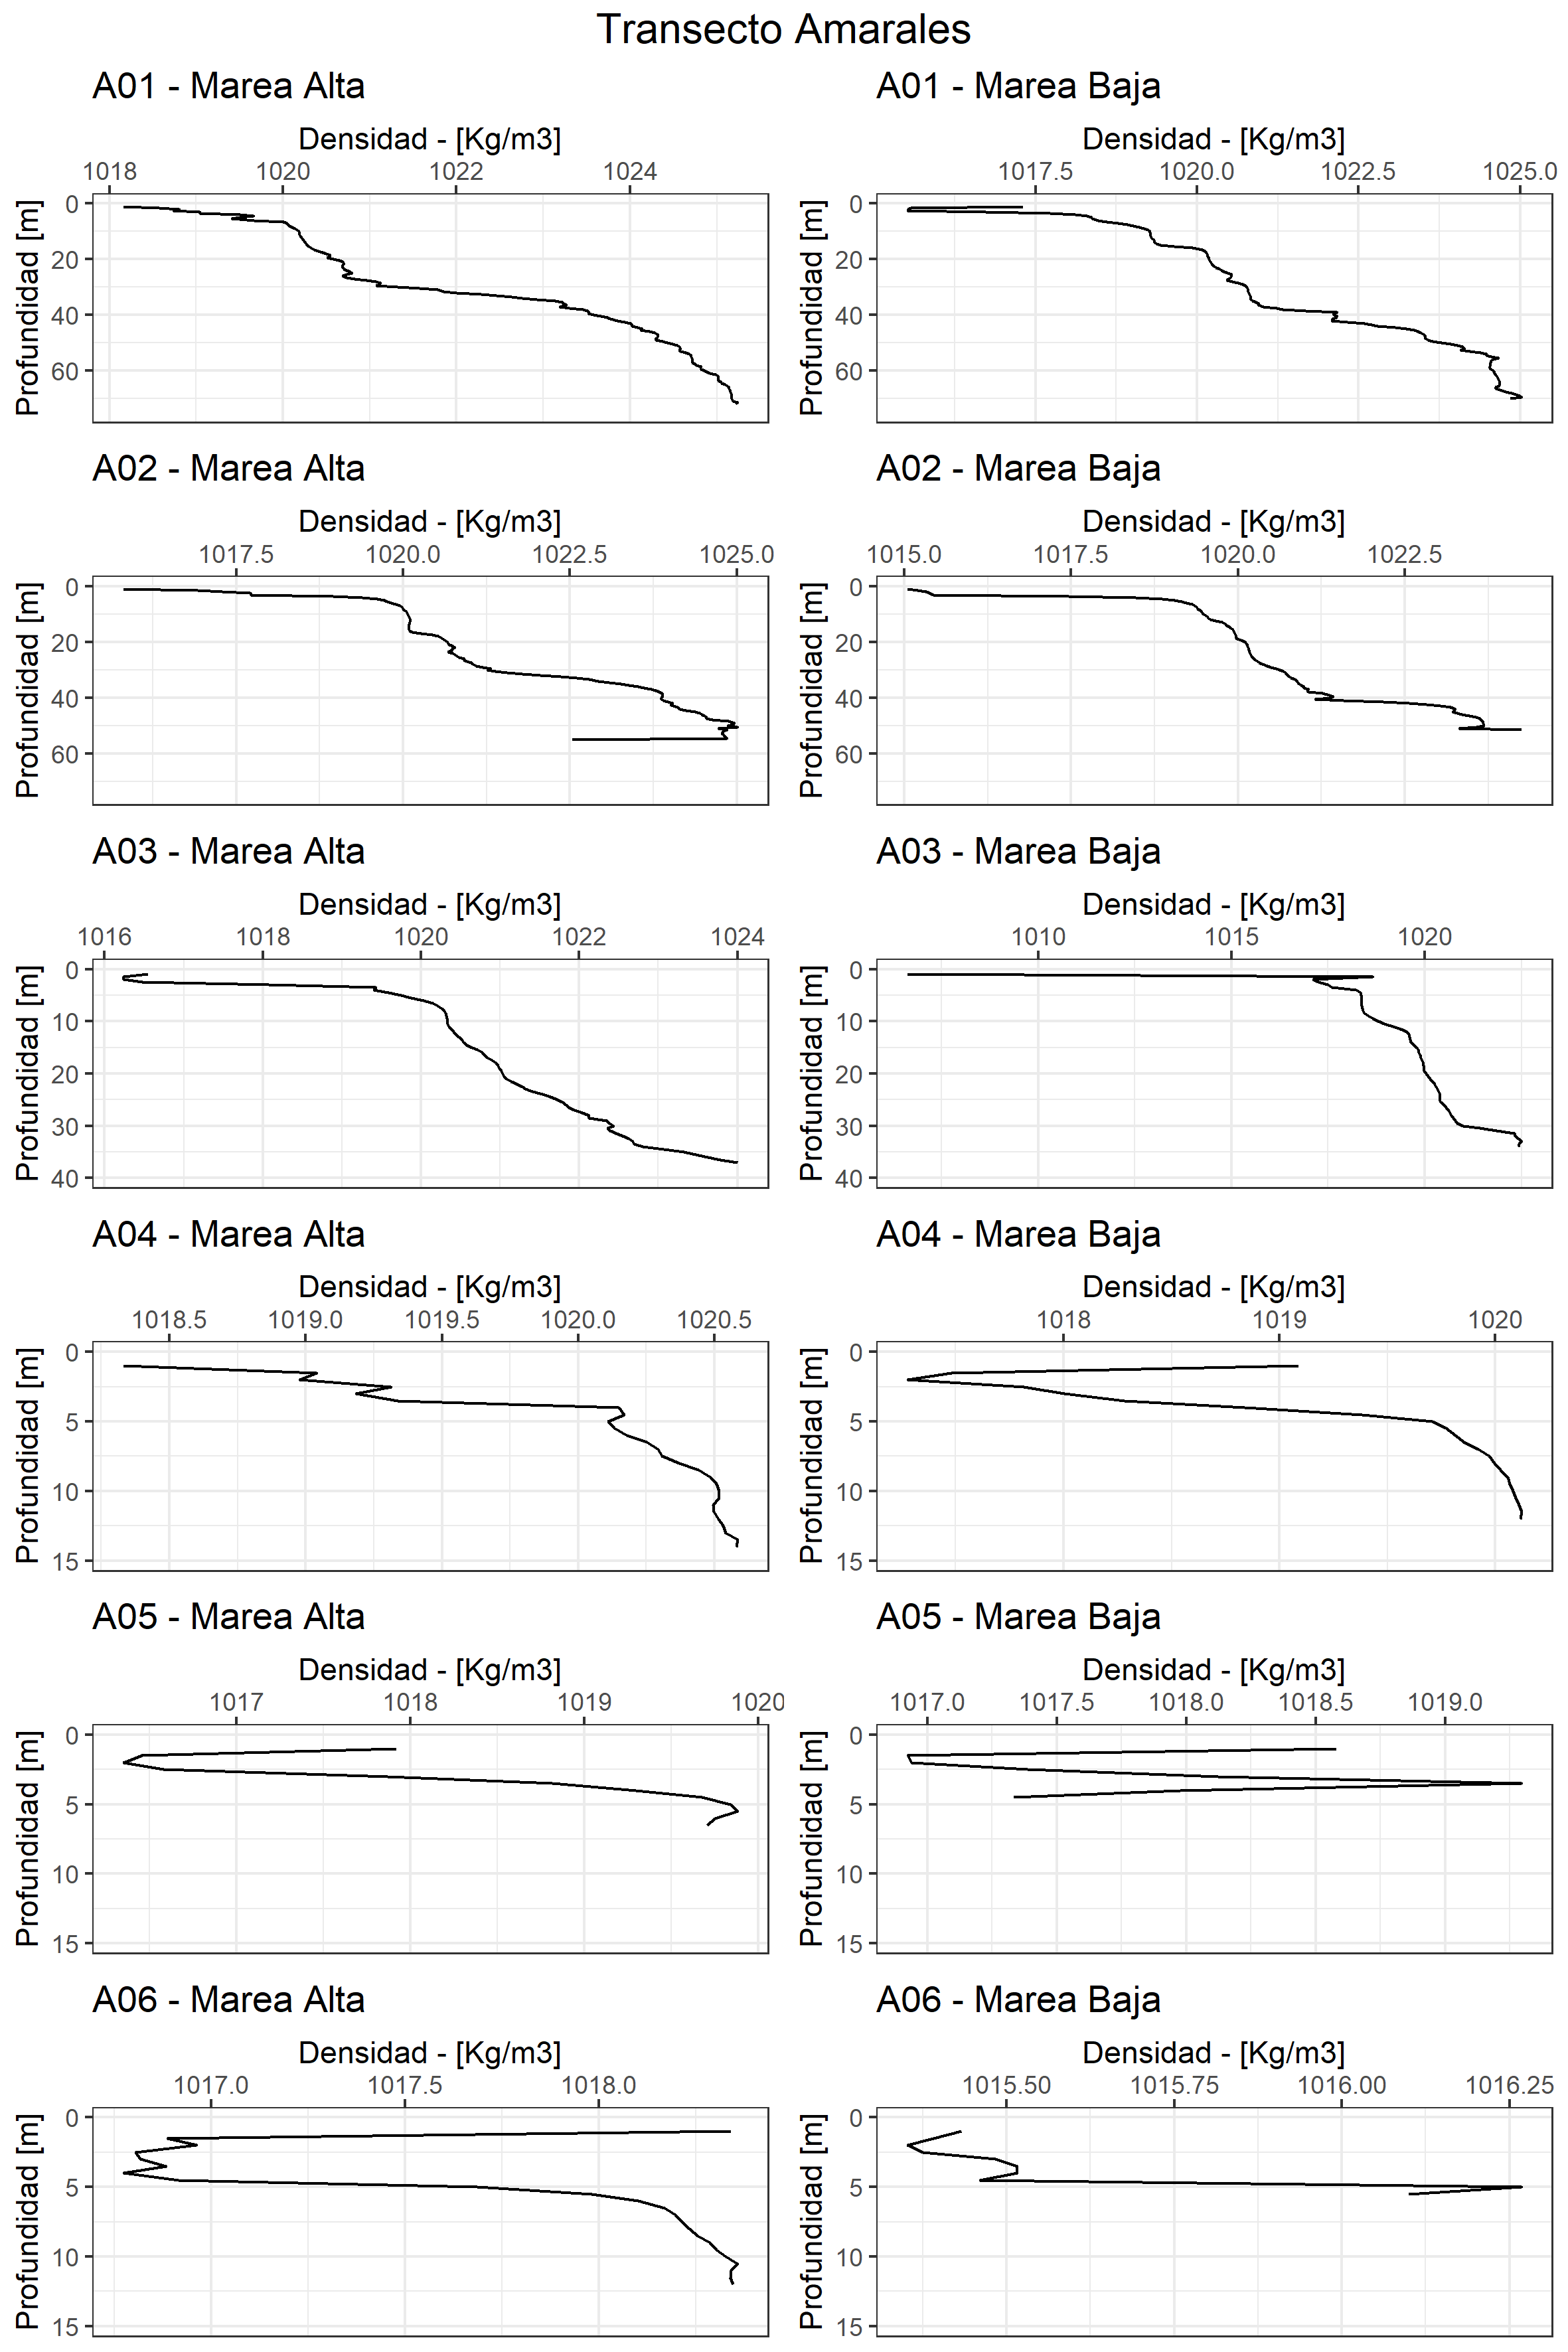 Transecto Amarales
A01 - Marea Alta
Densidad - [Kg/m3]
1018 1020 1022 1024
Profundidad [m]
0
20
40
60
A01 - Marea Baja
Densidad - [Kg/m3]
1017.5 1020.0 1022.5 1025.0
Profundidad [m]
0
20
40
60
A02 - Marea Alta
Densidad - [Kg/m3]
1017.5 1020.0 1022.5 1025.0
Profundidad [m]
0
20
40
60
A02 - Marea Baja
Densidad - [Kg/m3]
1015.0 1017.5 1020.0 1022.5
Profundidad [m]
0
20
40
60
A03 - Marea Alta
Densidad - [Kg/m3]
1016 1018 1020 1022 1024
Profundidad [m]
0
10
20
30
40
A03 - Marea Baja
Densidad - [Kg/m3]
1010 1015 1020
Profundidad [m]
0
10
20
30
40
A04 - Marea Alta
Densidad - [Kg/m3]
1018.5 1019.0 1019.5 1020.0 1020.5
Profundidad [m]
0
5
10
15
A04 - Marea Baja
Densidad - [Kg/m3]
1018 1019 1020
Profundidad [m]
0
5
10
15
A05 - Marea Alta
Densidad - [Kg/m3]
1017 1018 1019 1020
Profundidad [m]
0
5
10
15
A05 - Marea Baja
Densidad - [Kg/m3]
1017.0 1017.5 1018.0 1018.5 1019.0
Profundidad [m]
0
5
10
15
A06 - Marea Alta
Densidad - [Kg/m3]
1017.0 1017.5 1018.0
Profundidad [m]
0
5
10
15
A06 - Marea Baja
Densidad - [Kg/m3]
1015.50 1015.75 1016.00 1016.25
Profundidad [m]
0
5
10
15